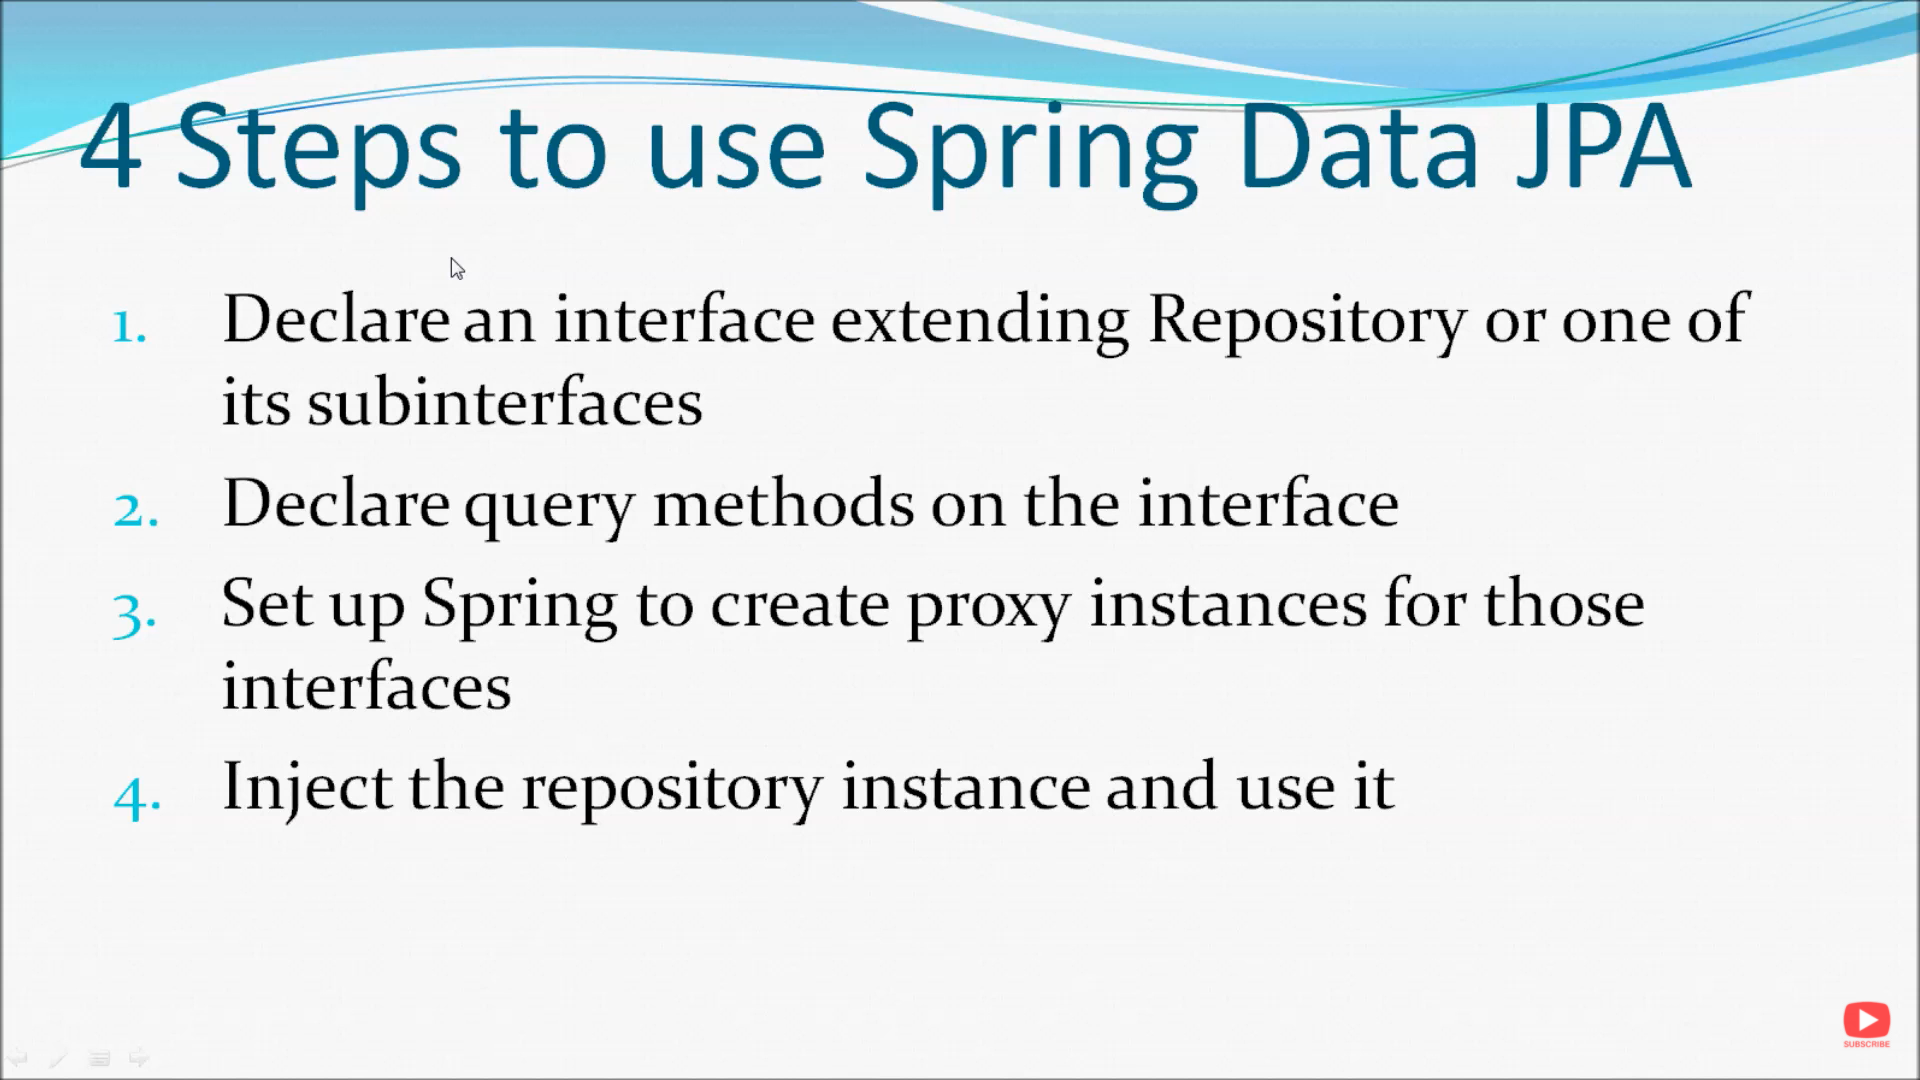 4 Steps to use Spring Data JPA
1. Declare an interface extending Repository or one of
its subinterfaces
2. Declare query methods on the interface
3. Set up Spring to create proxy instances for those
interfaces
4. Inject the repository instance and use it
SUBSCRIBE